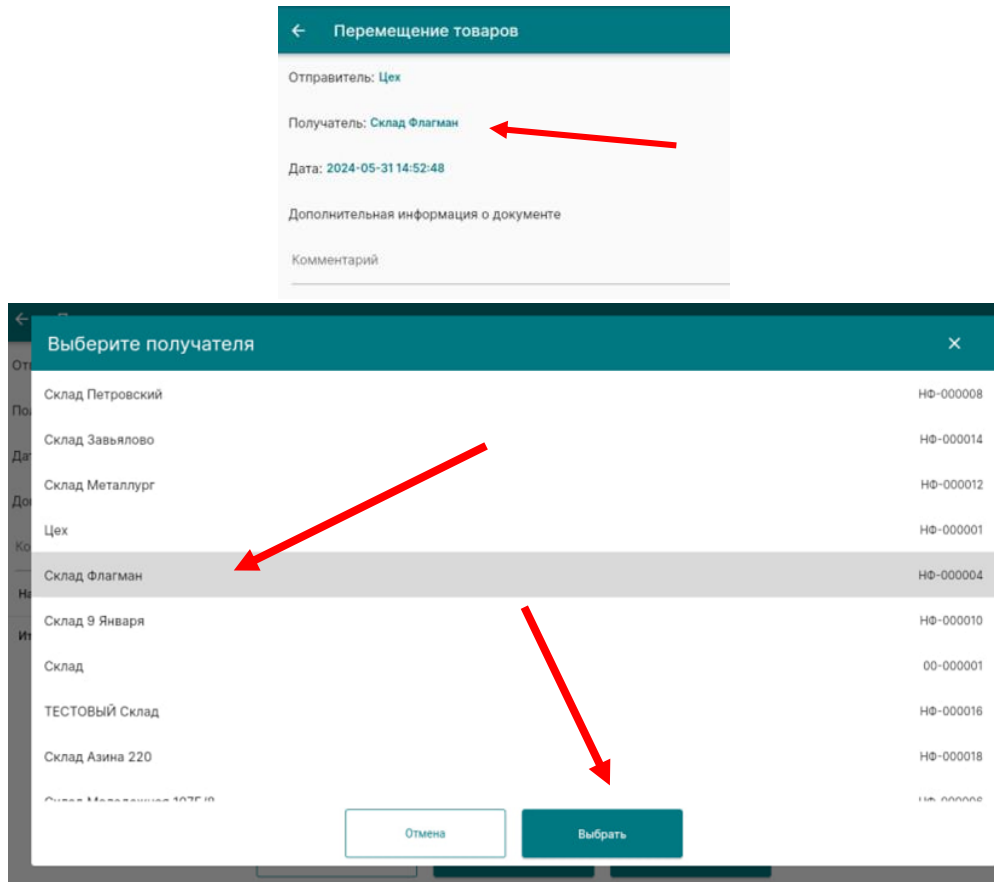 ← Перемещение товаров
Отправитель: Цех
Получатель: Склад Флагман
Дата: 2024-05-31 14:52:48
Дополнительная информация о документе
Комментарий
Выберите получателя ×
Склад Петровский НФ-000008
Склад Завьялово НФ-000014
Склад Металлург НФ-000012
Цех НФ-000001
Склад Флагман НФ-000004
Склад 9 Января НФ-000010
Склад 00-000001
ТЕСТОВЫЙ Склад НФ-000016
Склад Азина 220 НФ-000018
Отмена Выбрать